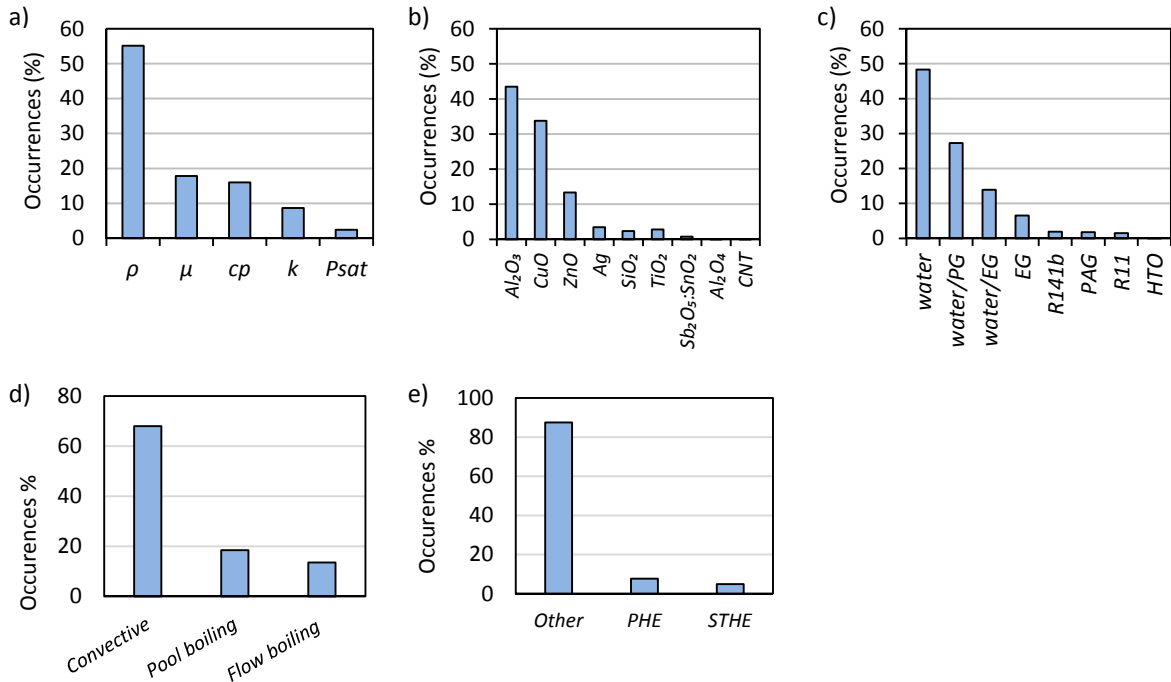 a)
Occurrences (%)
60
50
40
30
20
10
0
ρ μ cp k Psat
b)
Occurrences (%)
60
50
40
30
20
10
0
Al₂O₃ CuO ZnO Ag SiO₂ TiO₂ Sb₂O₅:SnO₂ Al₂O₄ CNT
c)
Occurrences (%)
60
50
40
30
20
10
0
water water/PG water/EG EG R141b PAG R11 HTO
d)
Occurences %
80
60
40
20
0
Convective Pool boiling Flow boiling
e)
Occurences %
100
80
60
40
20
0
Other PHE STHE